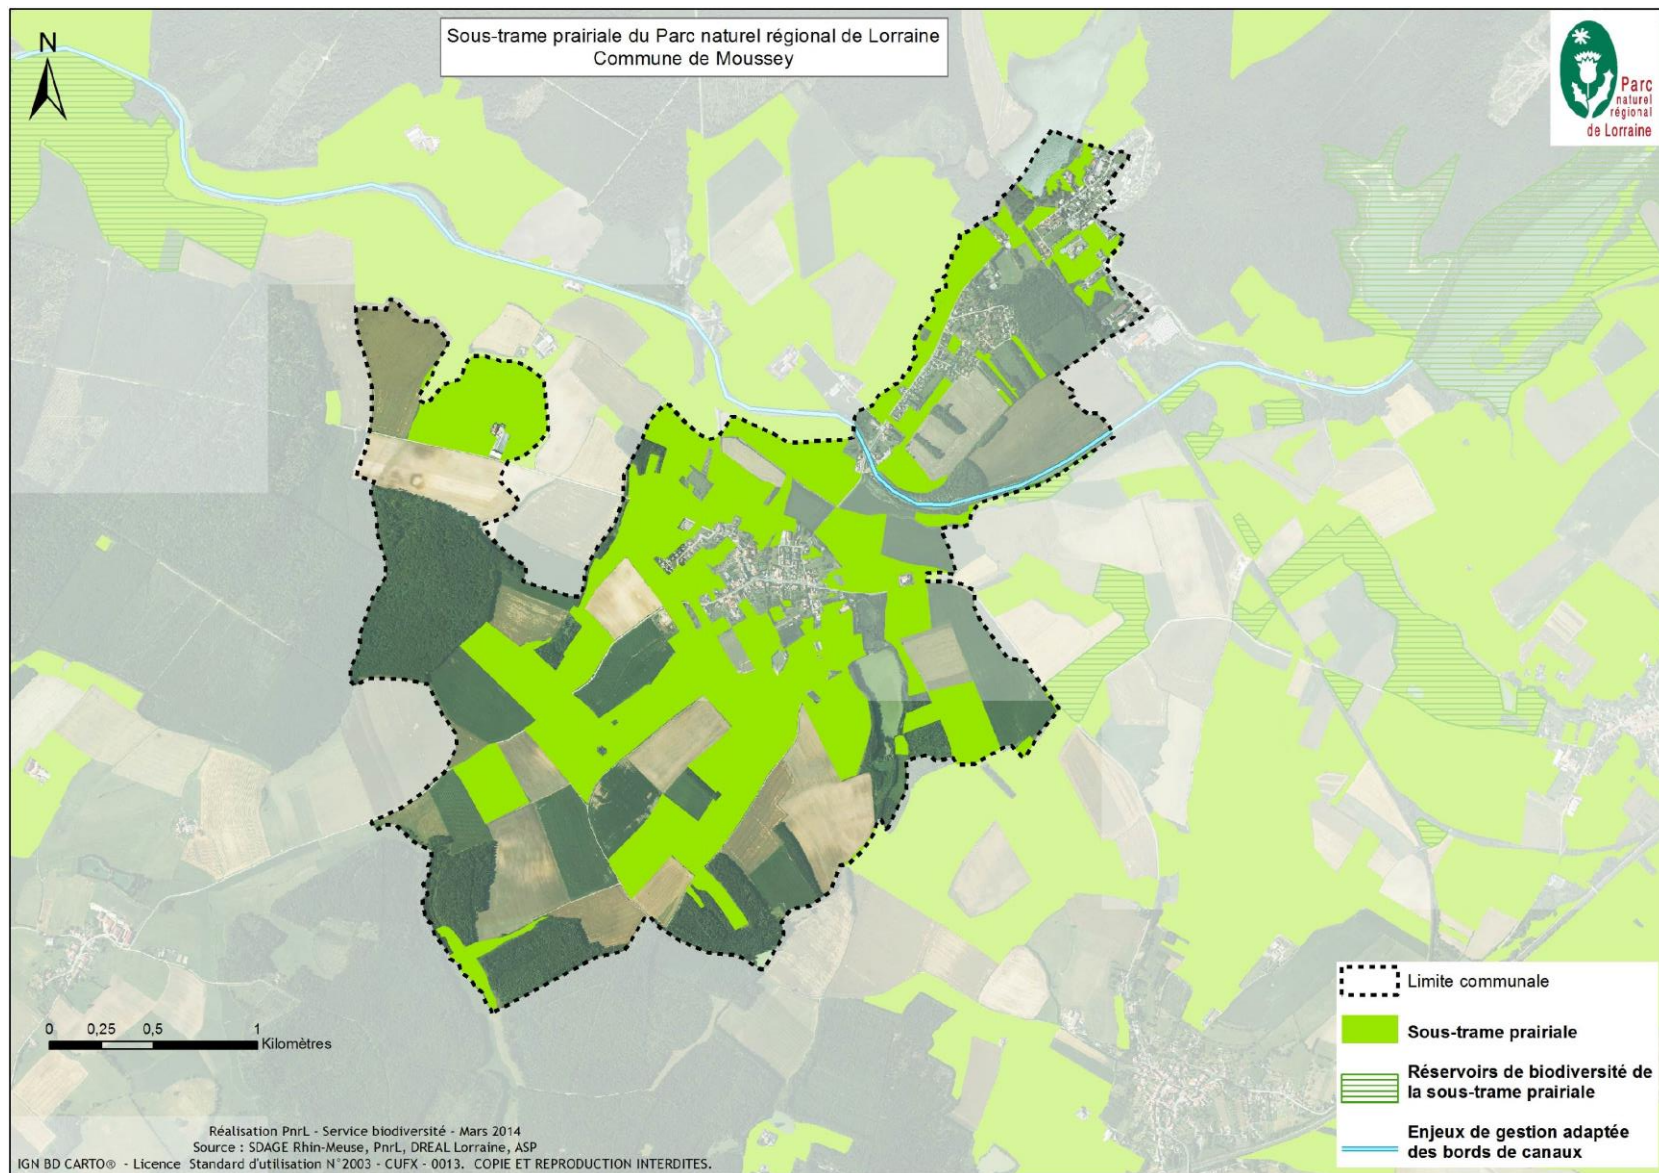 Sous-trame prairiale du Parc naturel régional de Lorraine
Commune de Moussey
N
Parc
naturel
régional
de Lorraine
Limite communale
Sous-trame prairiale
Réservoirs de biodiversité de
la sous-trame prairiale
Enjeux de gestion adaptée
des bords de canaux
0 0,25 0,5 1
Kilomètres
Réalisation PnrL - Service biodiversité - Mars 2014
Source : SDAGE Rhin-Meuse, PnrL, DREAL Lorraine, ASP
IGN BD CARTO® - Licence Standard d'utilisation N°2003 - CUFX - 0013. COPIE ET REPRODUCTION INTERDITES.